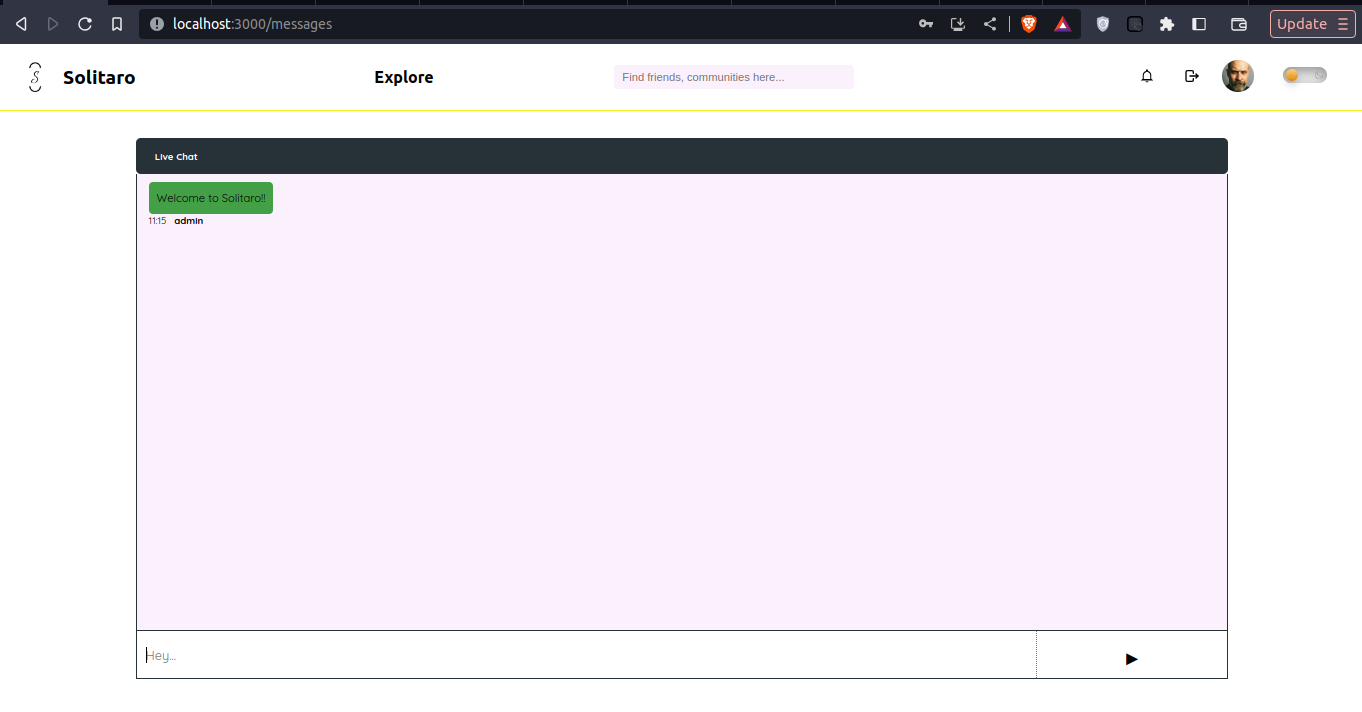 localhost:3000/messages
Update
Solitaro
Explore
Find friends, communities here...
Live Chat
Welcome to Solitaro!!
11:15 admin
Hey...